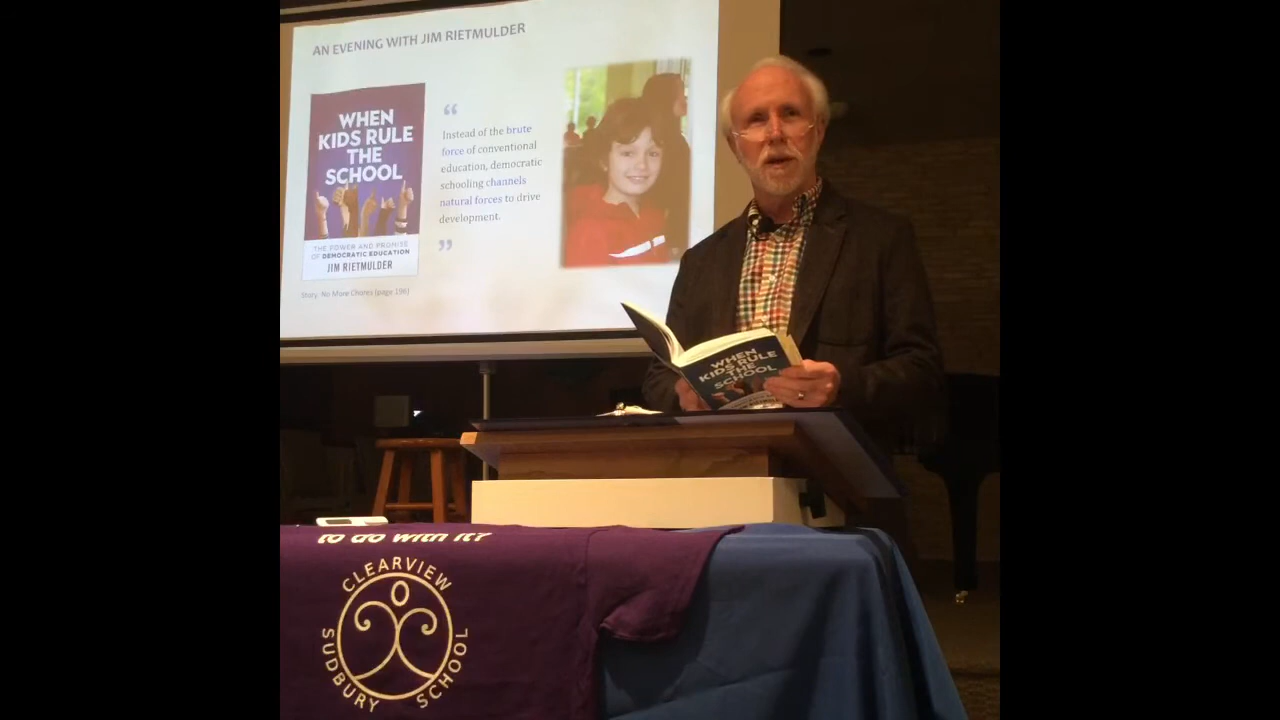 AN EVENING WITH JIM RIETMULDER
WHEN
KIDS RULE
THE
SCHOOL
THE POWER AND PROMISE
OF DEMOCRATIC EDUCATION
JIM RIETMULDER
“
Instead of the brute
force of conventional
education, democratic
schooling channels
natural forces to drive
development.
”
Story: No More Chores (page 196)
WHEN
KIDS RULE
THE
SCHOOL
to do with it?
CLEARVIEW
SUDBURY SCHOOL